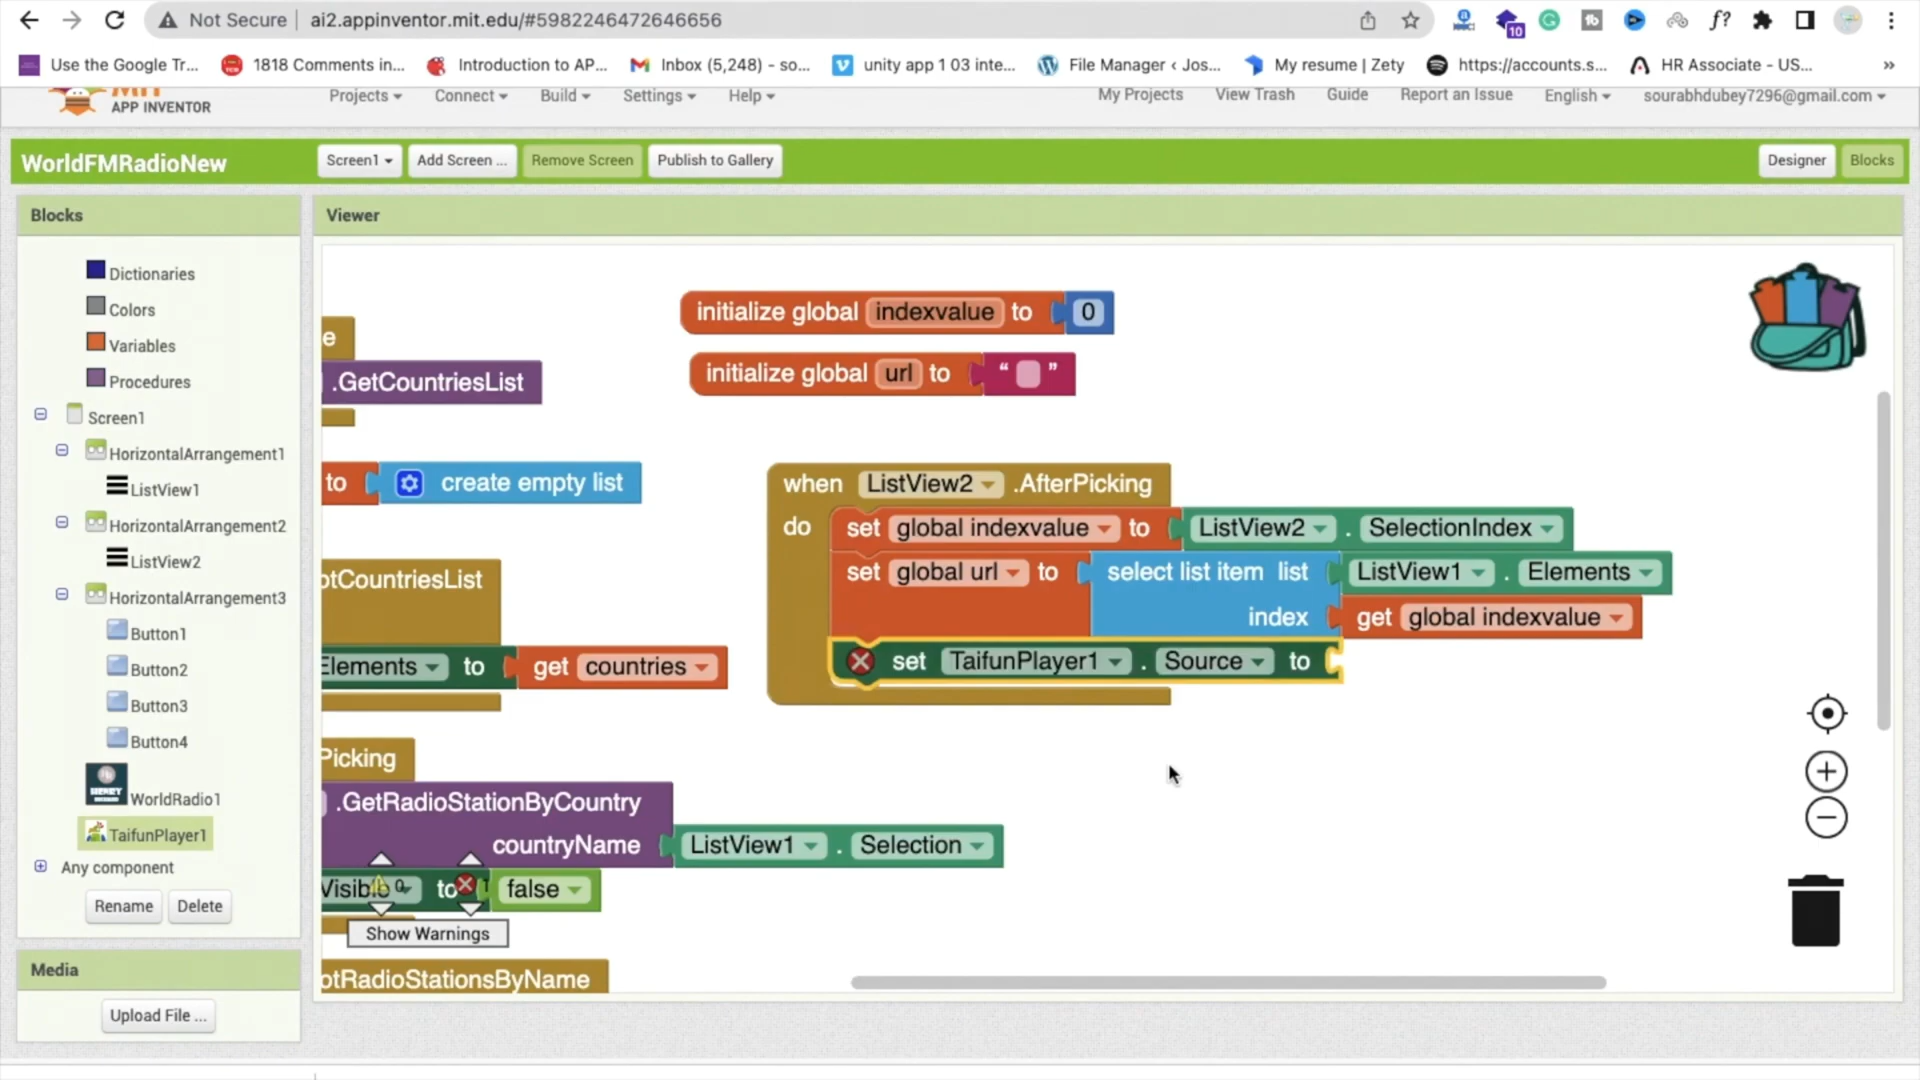 Not Secure | ai2.appinventor.mit.edu/#5982246472646656
10
Use the Google Tr... 1818 Comments in... Introduction to AP... Inbox (5,248) - so... unity app 1 03 inte... File Manager ‹ Jos... My resume | Zety https://accounts.s... HR Associate - US... »
MIT
APP INVENTOR
Projects Connect Build Settings Help My Projects View Trash Guide Report an Issue English sourabhdubey7296@gmail.com
WorldFMRadioNew Screen1 Add Screen ... Remove Screen Publish to Gallery Designer Blocks
Blocks
Dictionaries
Colors
Variables
Procedures
Screen1
HorizontalArrangement1
ListView1
HorizontalArrangement2
ListView2
HorizontalArrangement3
Button1
Button2
Button3
Button4
WorldRadio1
TaifunPlayer1
Any component
Rename Delete
Media
Upload File ...
Viewer
initialize global indexvalue to 0
initialize global url to “ ”
e
.GetCountriesList
to create empty list
otCountriesList
Elements to get countries
when ListView2 .AfterPicking
do set global indexvalue to ListView2 . SelectionIndex
set global url to select list item list ListView1 . Elements
index get global indexvalue
set TaifunPlayer1 . Source to
Picking
.GetRadioStationByCountry
countryName ListView1 . Selection
Visible to false
0 1
Show Warnings
otRadioStationsByName